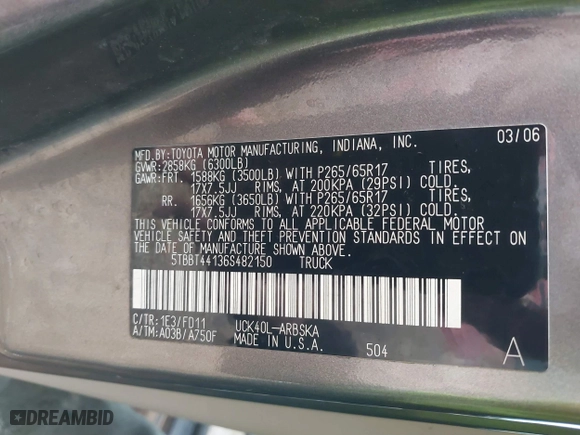 MFD.BY:TOYOTA MOTOR MANUFACTURING, INDIANA, INC. 03/06
GVWR:2858KG (6300LB)
GAWR:FRT. 1588KG (3500LB) WITH P265/65R17 TIRES,
17X7.5JJ RIMS, AT 200KPA (29PSI) COLD.
RR. 1656KG (3650LB) WITH P265/65R17 TIRES,
17X7.5JJ RIMS, AT 220KPA (32PSI) COLD.
THIS VEHICLE CONFORMS TO ALL APPLICABLE FEDERAL MOTOR
VEHICLE SAFETY AND THEFT PREVENTION STANDARDS IN EFFECT ON
THE DATE OF MANUFACTURE SHOWN ABOVE.
5TBBT44136S482150 TRUCK
C/TR:1E3/FD11 UCK40L-ARBSKA
A/TM:A03B/A750F MADE IN U.S.A. 504 A
DREAMBID